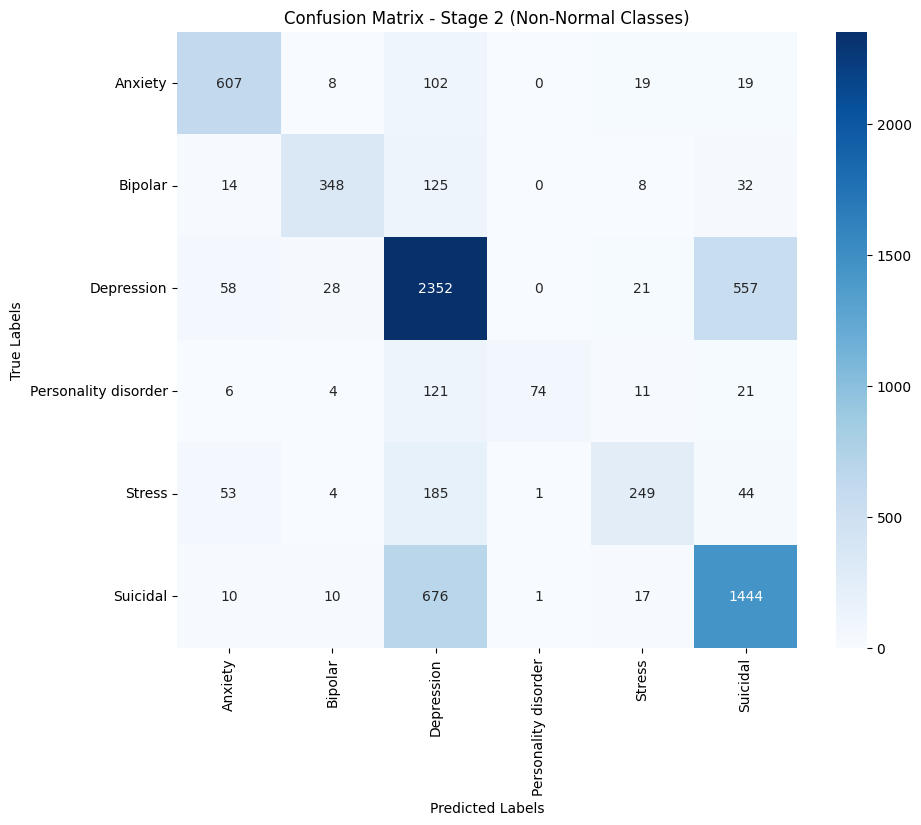 Confusion Matrix - Stage 2 (Non-Normal Classes)
True Labels
Anxiety 607 8 102 0 19 19
Bipolar 14 348 125 0 8 32
Depression 58 28 2352 0 21 557
Personality disorder 6 4 121 74 11 21
Stress 53 4 185 1 249 44
Suicidal 10 10 676 1 17 1444
Anxiety Bipolar Depression Personality disorder Stress Suicidal
Predicted Labels
2000
1500
1000
500
0